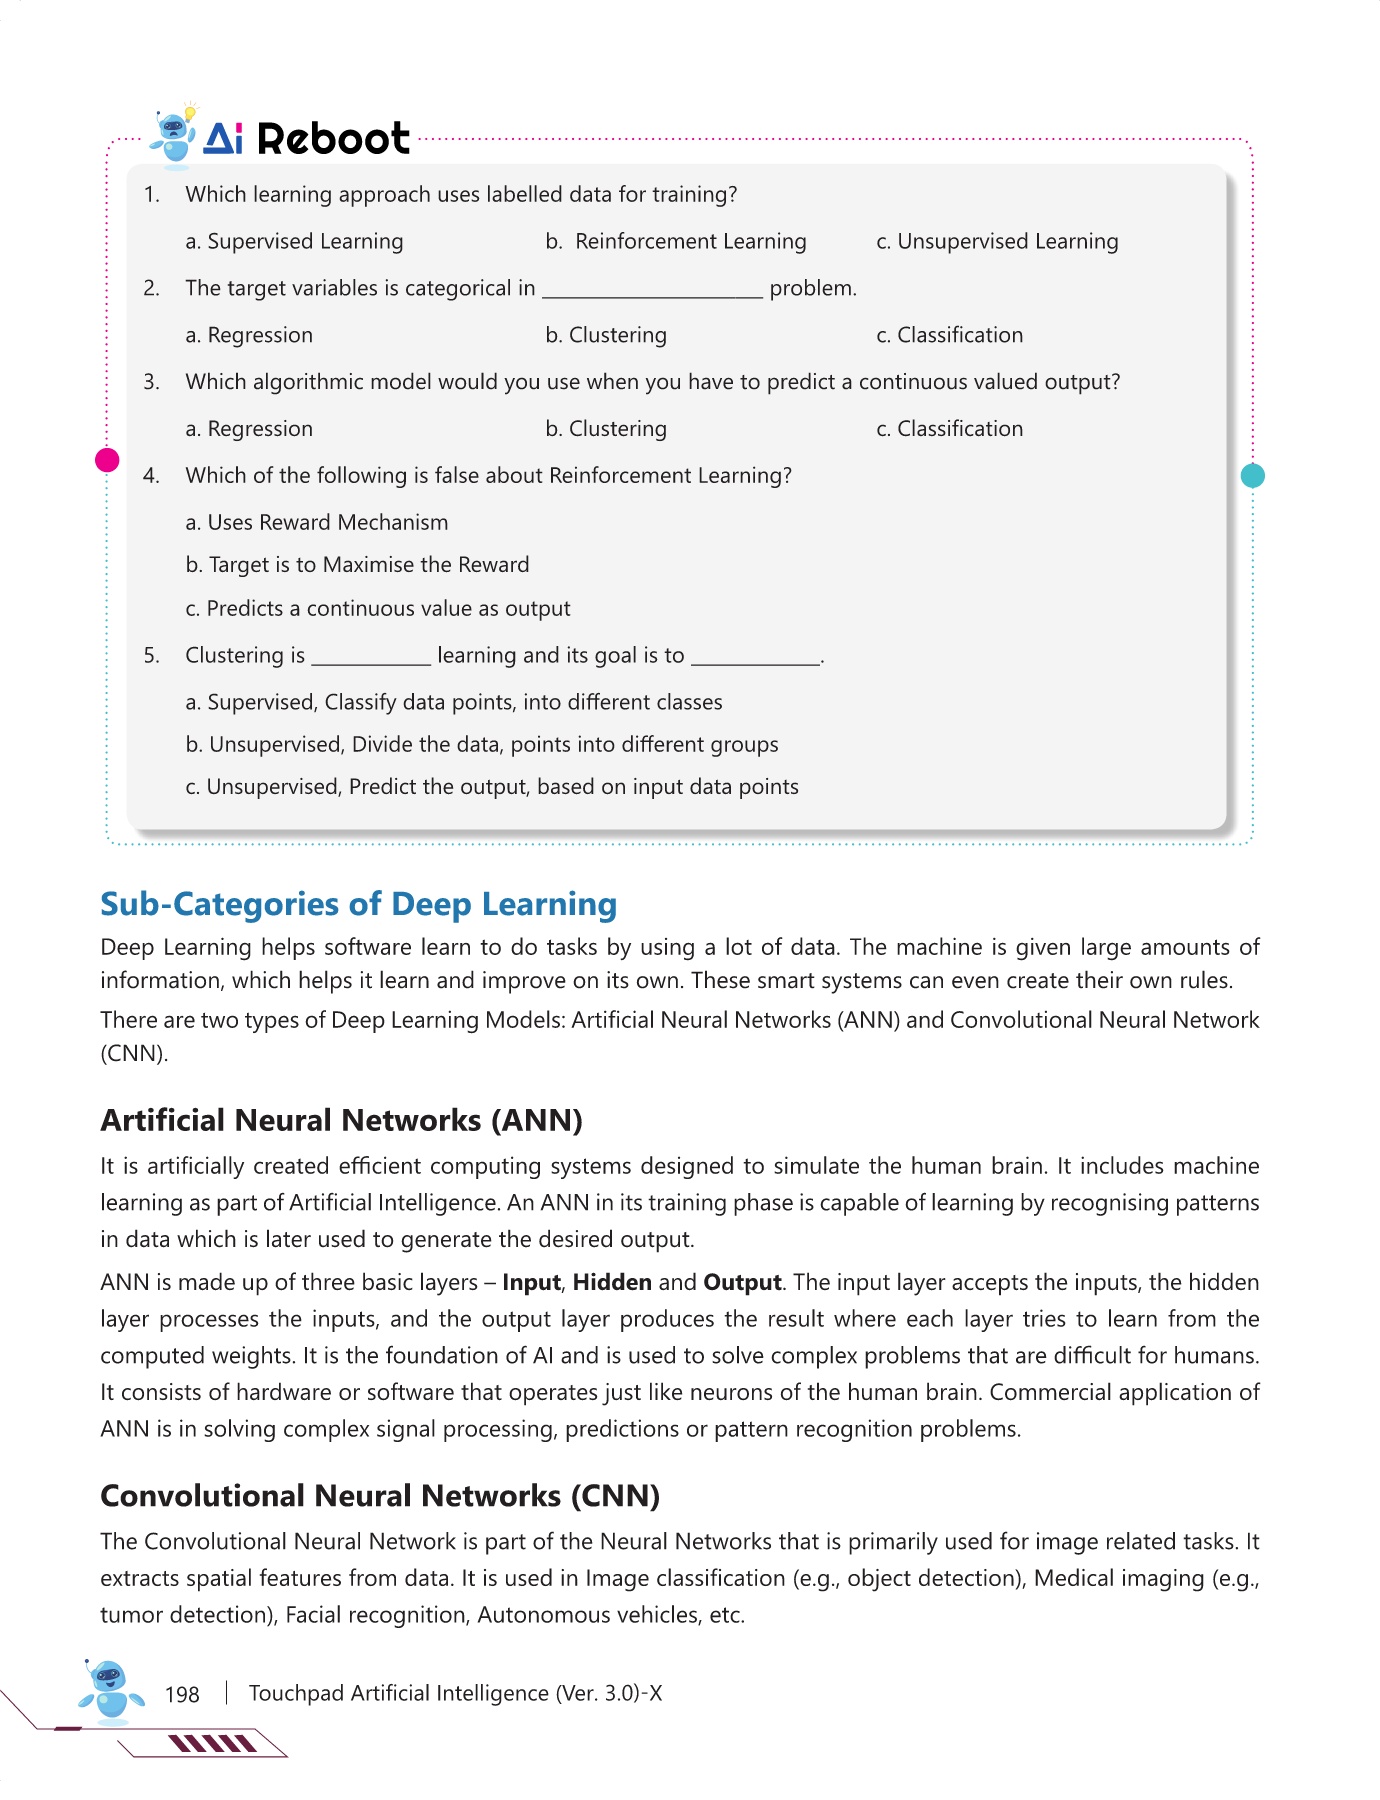 Ai Reboot
1. Which learning approach uses labelled data for training?
a. Supervised Learning b. Reinforcement Learning c. Unsupervised Learning
2. The target variables is categorical in ____________________ problem.
a. Regression b. Clustering c. Classification
3. Which algorithmic model would you use when you have to predict a continuous valued output?
a. Regression b. Clustering c. Classification
4. Which of the following is false about Reinforcement Learning?
a. Uses Reward Mechanism
b. Target is to Maximise the Reward
c. Predicts a continuous value as output
5. Clustering is ___________ learning and its goal is to ____________.
a. Supervised, Classify data points, into different classes
b. Unsupervised, Divide the data, points into different groups
c. Unsupervised, Predict the output, based on input data points
Sub-Categories of Deep Learning
Deep Learning helps software learn to do tasks by using a lot of data. The machine is given large amounts of
information, which helps it learn and improve on its own. These smart systems can even create their own rules.
There are two types of Deep Learning Models: Artificial Neural Networks (ANN) and Convolutional Neural Network
(CNN).
Artificial Neural Networks (ANN)
It is artificially created efficient computing systems designed to simulate the human brain. It includes machine
learning as part of Artificial Intelligence. An ANN in its training phase is capable of learning by recognising patterns
in data which is later used to generate the desired output.
ANN is made up of three basic layers – Input, Hidden and Output. The input layer accepts the inputs, the hidden
layer processes the inputs, and the output layer produces the result where each layer tries to learn from the
computed weights. It is the foundation of AI and is used to solve complex problems that are difficult for humans.
It consists of hardware or software that operates just like neurons of the human brain. Commercial application of
ANN is in solving complex signal processing, predictions or pattern recognition problems.
Convolutional Neural Networks (CNN)
The Convolutional Neural Network is part of the Neural Networks that is primarily used for image related tasks. It
extracts spatial features from data. It is used in Image classification (e.g., object detection), Medical imaging (e.g.,
tumor detection), Facial recognition, Autonomous vehicles, etc.
198 | Touchpad Artificial Intelligence (Ver. 3.0)-X